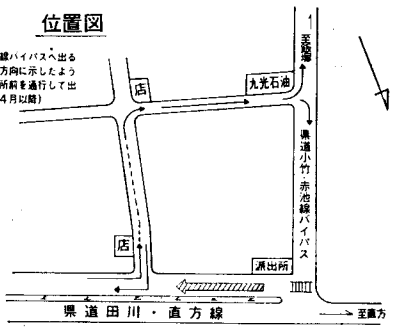 位置図
線バイパスへ出る
方向に示したよう
所前を通行して出
4月以降)
店
九光石油
至飯塚
県道小竹・赤池線バイパス
店
派出所
県道田川・直方線
至直方